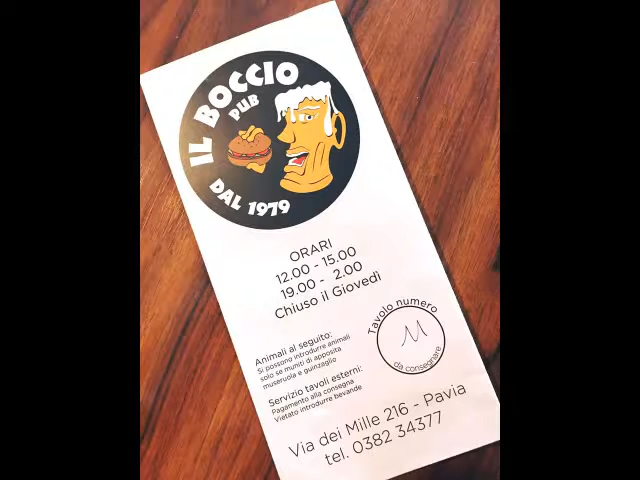 IL BOCCIO
PUB
DAL 1979
ORARI
12.00 - 15.00
19.00 - 2.00
Chiuso il Giovedì
Tavolo numero
M
da consegnare
Animali al seguito:
Si possono introdurre animali
solo se muniti di apposita
museruola e guinzaglio
Servizio tavoli esterni:
Pagamento alla consegna
Vietato introdurre bevande
Via dei Mille 216 - Pavia
tel. 0382 34377